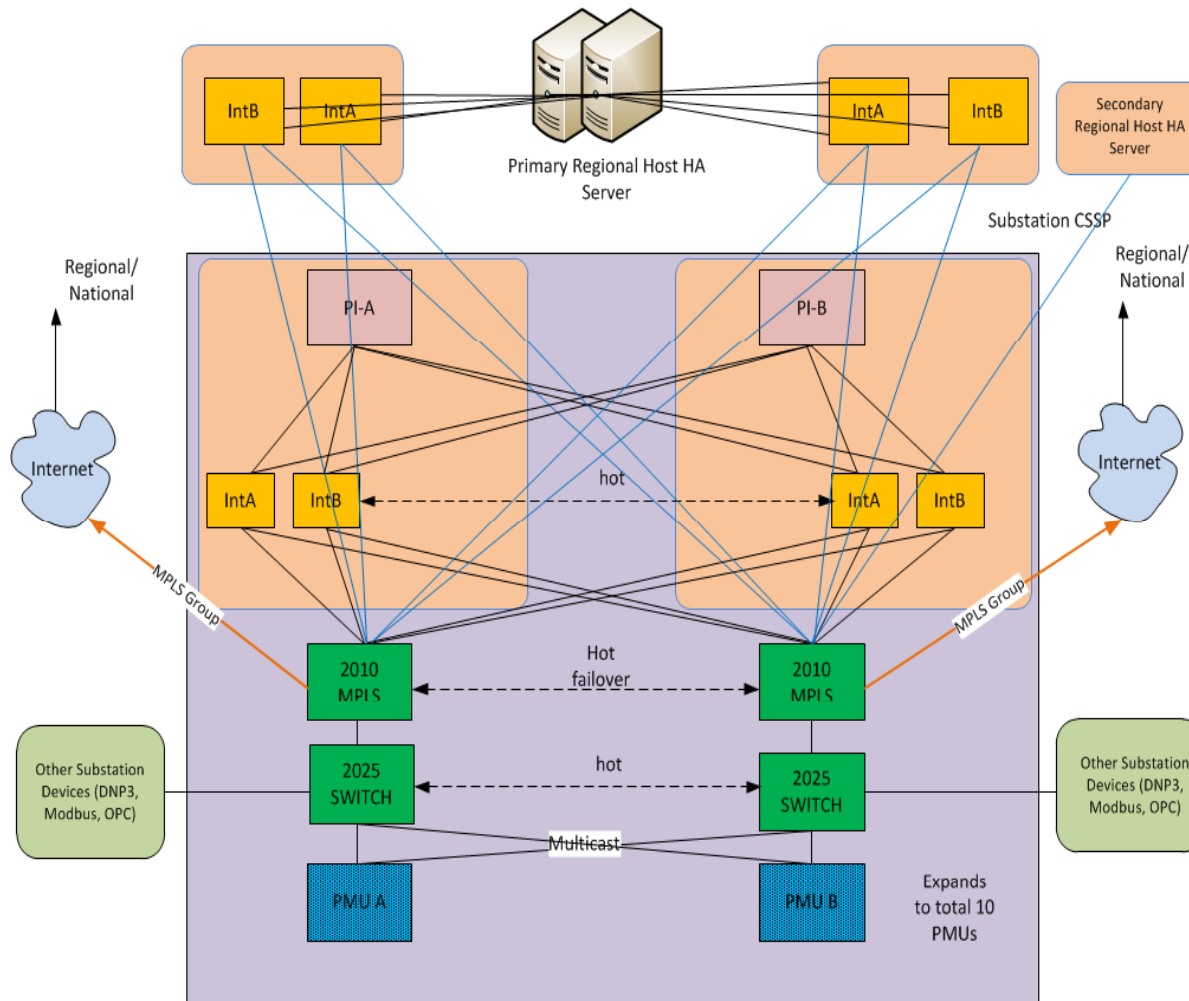 IntB
IntA
IntA
IntB
Secondary
Regional Host HA
Server
Primary Regional Host HA
Server
Substation CSSP
Regional/
National
Regional/
National
PI-A
PI-B
Internet
Internet
hot
IntA
IntB
IntA
IntB
MPLS Group
MPLS Group
2010
MPLS
Hot
failover
2010
MPLS
Other Substation
Devices (DNP3,
Modbus, OPC)
2025
SWITCH
hot
2025
SWITCH
Other Substation
Devices (DNP3,
Modbus, OPC)
Multicast
PMU A
PMU B
Expands
to total 10
PMUs